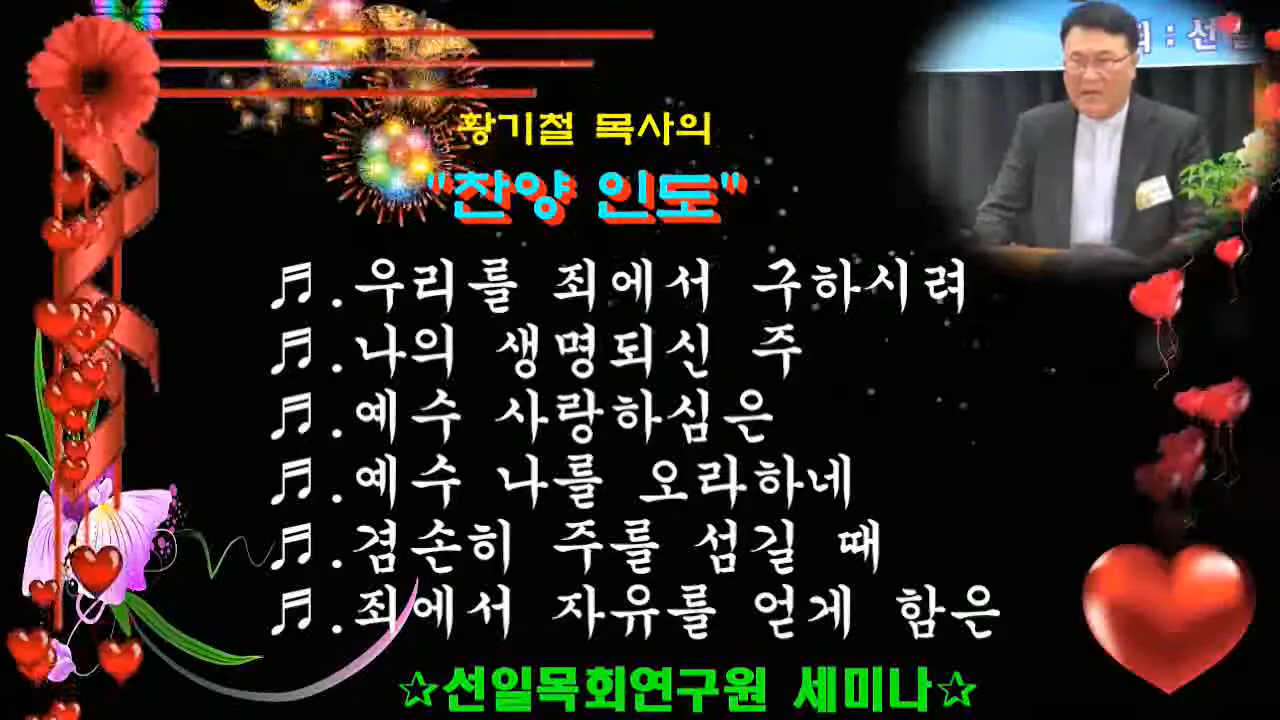 회 : 선일
황기철 목사의
"찬양 인도"
♬.우리를 죄에서 구하시려
♬.나의 생명되신 주
♬.예수 사랑하심은
♬.예수 나를 오라하네
♬.겸손히 주를 섬길 때
♬.죄에서 자유를 얻게 함은
☆선일목회연구원 세미나☆